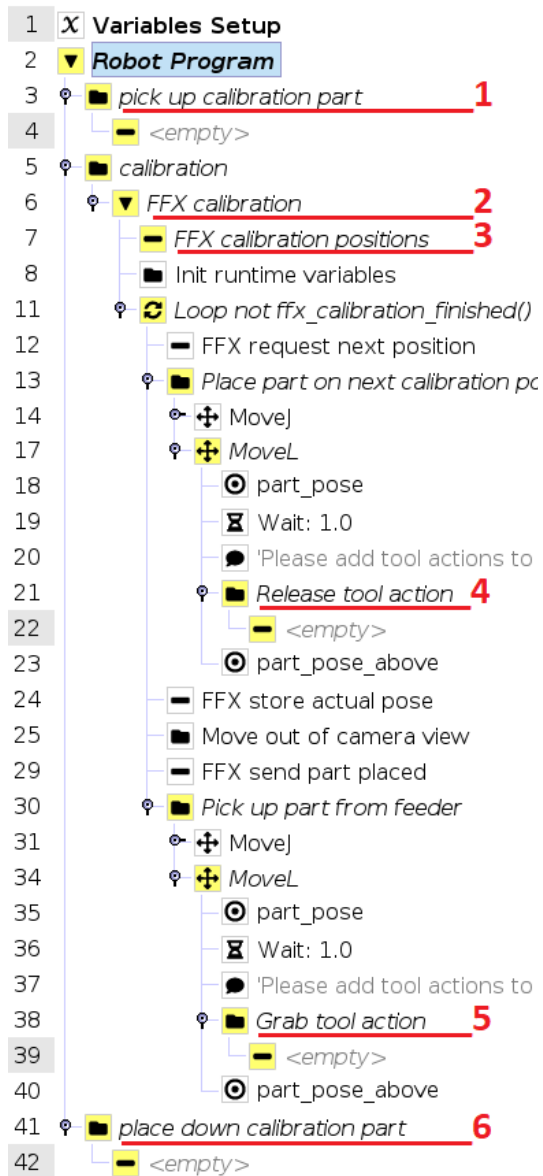 1 x Variables Setup
2 Robot Program
3 pick up calibration part 1
4 <empty>
5 calibration
6 FFX calibration 2
7 FFX calibration positions 3
8 Init runtime variables
11 Loop not ffx_calibration_finished()
12 FFX request next position
13 Place part on next calibration po
14 MoveJ
17 MoveL
18 part_pose
19 Wait: 1.0
20 'Please add tool actions to
21 Release tool action 4
22 <empty>
23 part_pose_above
24 FFX store actual pose
25 Move out of camera view
29 FFX send part placed
30 Pick up part from feeder
31 MoveJ
34 MoveL
35 part_pose
36 Wait: 1.0
37 'Please add tool actions to
38 Grab tool action 5
39 <empty>
40 part_pose_above
41 place down calibration part 6
42 <empty>